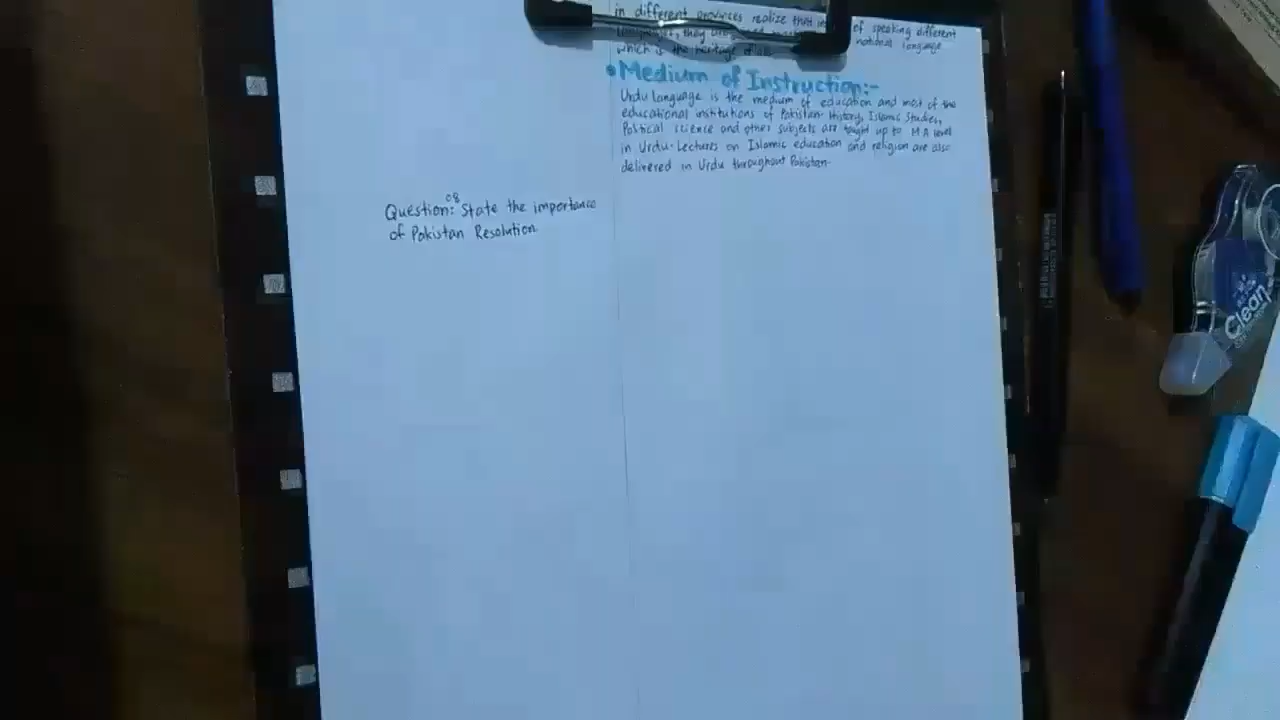 in different provinces realize that of speaking different
they
national language
which is the heritage of
• Medium of Instruction:-
Urdu language is the medium of education and most of the
educational institutions of Pakistan. History, Islamic Studies,
Political science and other subjects are taught up to M A level
in Urdu. Lectures on Islamic education and religion are also
delivered in Urdu throughout Pakistan.
08
Question: State the importance
of Pakistan Resolution
Clean